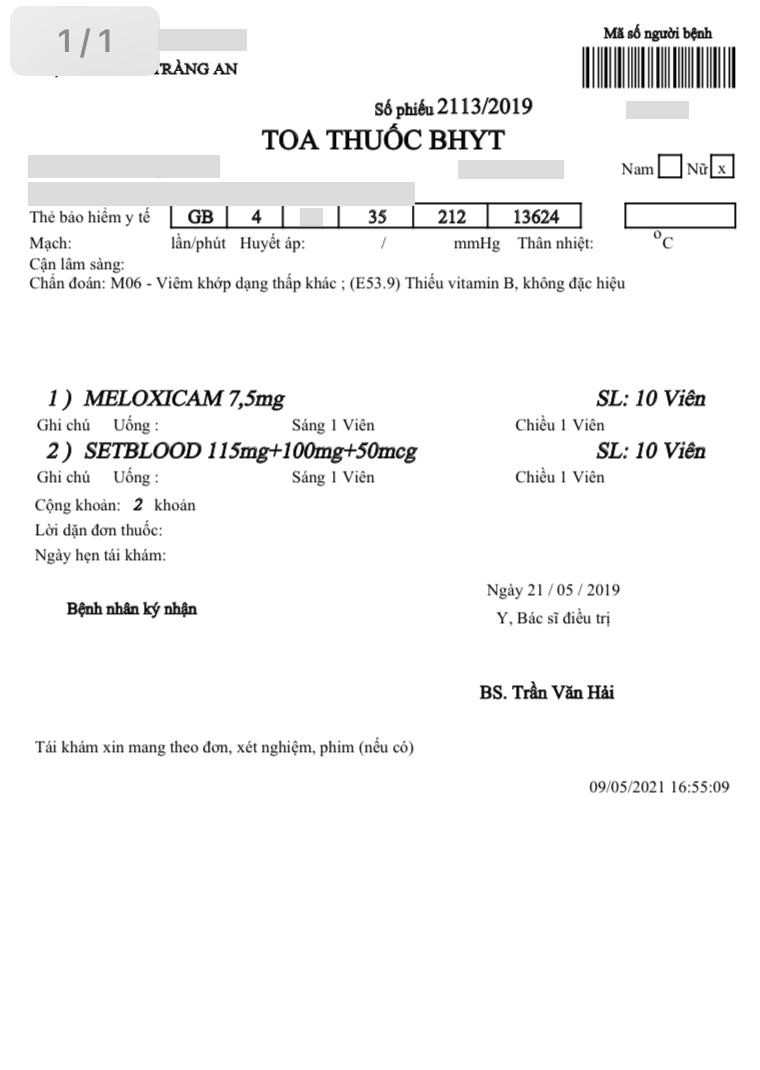 1/1
Mã số người bệnh
TRÀNG AN
Số phiếu 2113/2019
TOA THUỐC BHYT
Nam Nữ x
Thẻ bảo hiểm y tế GB 4 35 212 13624
Mạch: lần/phút Huyết áp: / mmHg Thân nhiệt: °C
Cận lâm sàng:
Chẩn đoán: M06 - Viêm khớp dạng thấp khác ; (E53.9) Thiếu vitamin B, không đặc hiệu
1 ) MELOXICAM 7,5mg SL: 10 Viên
Ghi chú Uống : Sáng 1 Viên Chiều 1 Viên
2 ) SETBLOOD 115mg+100mg+50mcg SL: 10 Viên
Ghi chú Uống : Sáng 1 Viên Chiều 1 Viên
Cộng khoản: 2 khoản
Lời dặn đơn thuốc:
Ngày hẹn tái khám:
Ngày 21 / 05 / 2019
Bệnh nhân ký nhận
Y, Bác sĩ điều trị
BS. Trần Văn Hải
Tái khám xin mang theo đơn, xét nghiệm, phim (nếu có)
09/05/2021 16:55:09